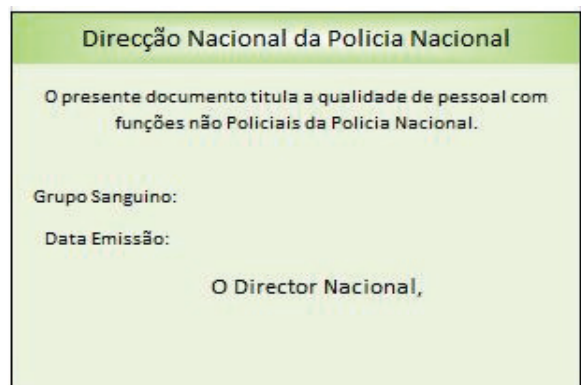 Direcção Nacional da Policia Nacional
O presente documento titula a qualidade de pessoal com
funções não Policiais da Policia Nacional.
Grupo Sanguino:
Data Emissão:
O Director Nacional,